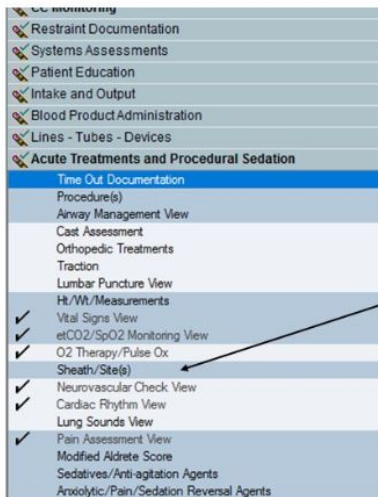 CC Monitoring
Restraint Documentation
Systems Assessments
Patient Education
Intake and Output
Blood Product Administration
Lines - Tubes - Devices
Acute Treatments and Procedural Sedation
Time Out Documentation
Procedure(s)
Airway Management View
Cast Assessment
Orthopedic Treatments
Traction
Lumbar Puncture View
Ht/Wt/Measurements
Vital Signs View
etCO2/SpO2 Monitoring View
O2 Therapy/Pulse Ox
Sheath/Site(s)
Neurovascular Check View
Cardiac Rhythm View
Lung Sounds View
Pain Assessment View
Modified Aldrete Score
Sedatives/Anti-agitation Agents
Anxiolytic/Pain/Sedation Reversal Agents